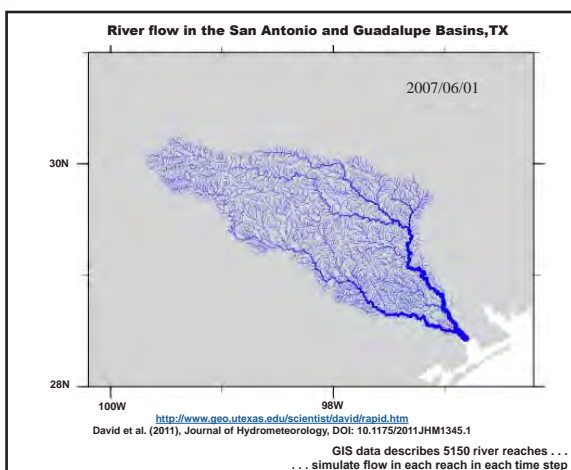 River flow in the San Antonio and Guadalupe Basins,TX
2007/06/01
30N
28N
100W
98W
http://www.geo.utexas.edu/scientist/david/rapid.htm
David et al. (2011), Journal of Hydrometeorology, DOI: 10.1175/2011JHM1345.1
GIS data describes 5150 river reaches . . .
. . . simulate flow in each reach in each time step